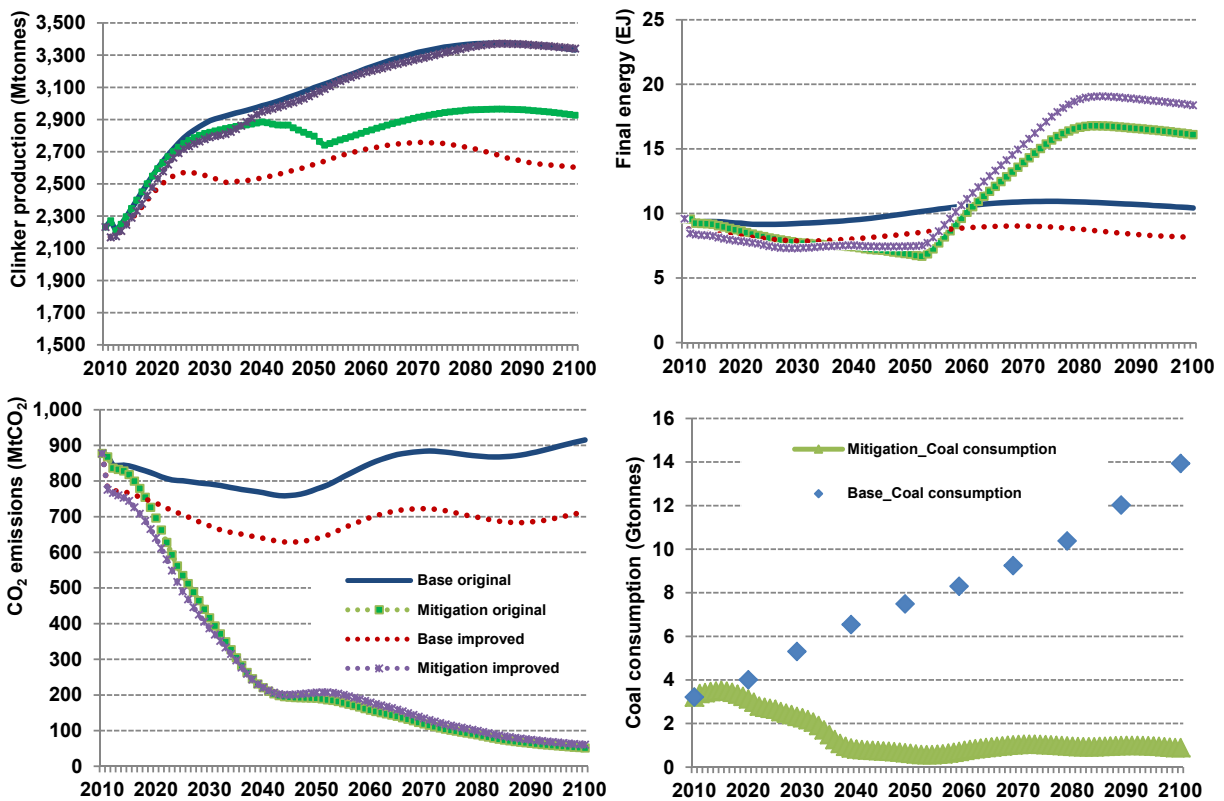 Clinker production (Mtonnes)
3,500
3,300
3,100
2,900
2,700
2,500
2,300
2,100
1,900
1,700
1,500
2010 2020 2030 2040 2050 2060 2070 2080 2090 2100
Final energy (EJ)
25
20
15
10
5
0
2010 2020 2030 2040 2050 2060 2070 2080 2090 2100
CO₂ emissions (MtCO₂)
1,000
900
800
700
600
500
400
300
200
100
0
Base original
Mitigation original
Base improved
Mitigation improved
2010 2020 2030 2040 2050 2060 2070 2080 2090 2100
Coal consumption (Gtonnes)
16
14
12
10
8
6
4
2
0
Mitigation_Coal consumption
Base_Coal consumption
2010 2020 2030 2040 2050 2060 2070 2080 2090 2100